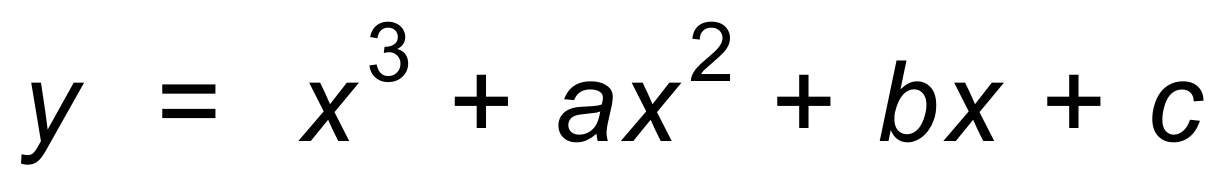 y = x³ + ax² + bx + c